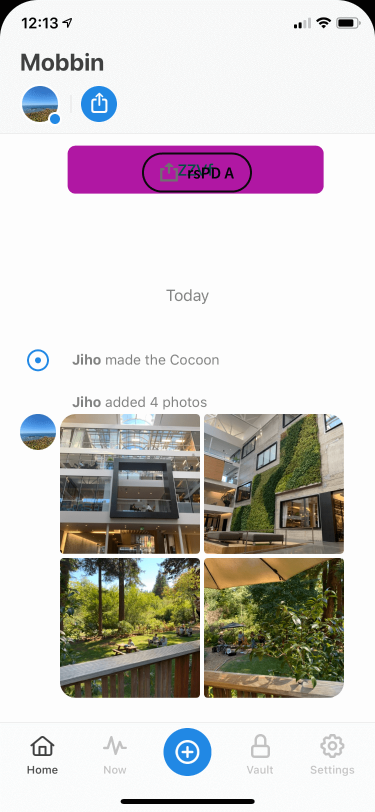 12:13
Mobbin
rsPD A
Today
Jiho made the Cocoon
Jiho added 4 photos
Home
Now
Vault
Settings